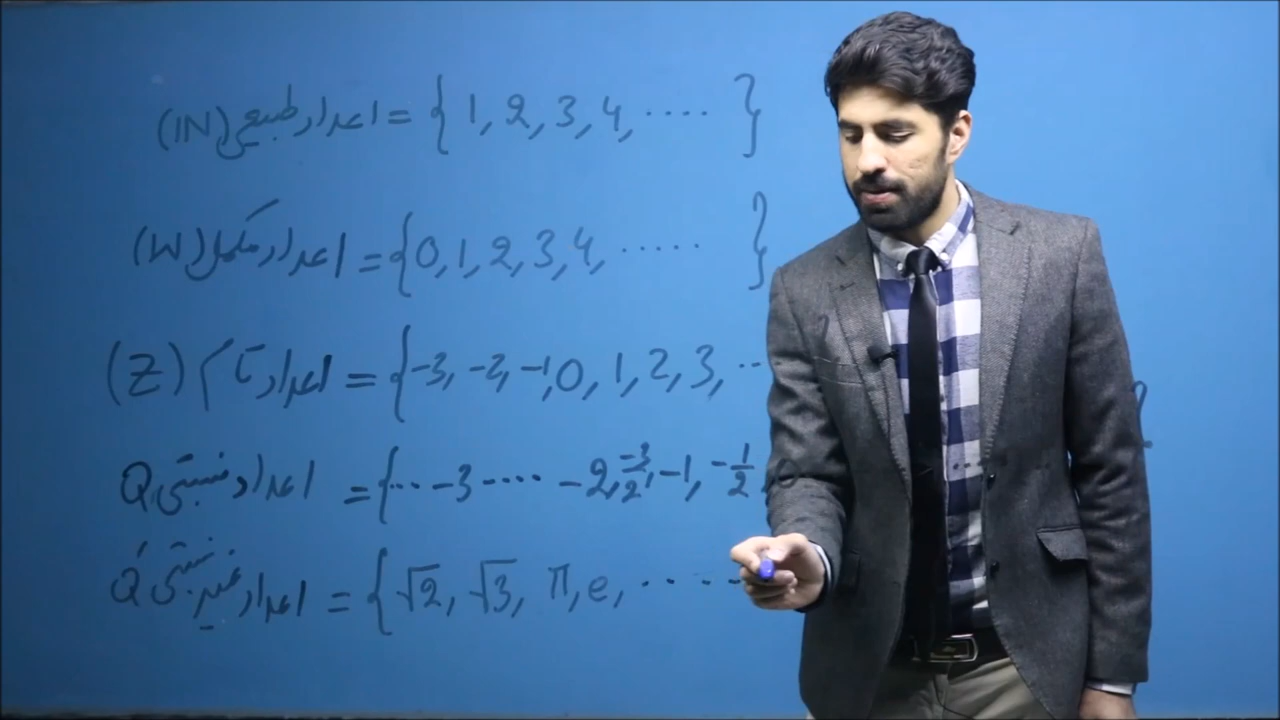 اعداد طبیعی (IN) = { 1, 2, 3, 4, ···· }
اعداد مکمل (W) = { 0, 1, 2, 3, 4, ····· }
اعداد تام (Z) = { -3, -2, -1, 0, 1, 2, 3, ··
اعداد نسبتی Q = {··· -3 ···· -2, -3/2, -1, -1/2, 0
اعداد غیر نسبتی Q' = { √2, √3, π, e, ·····